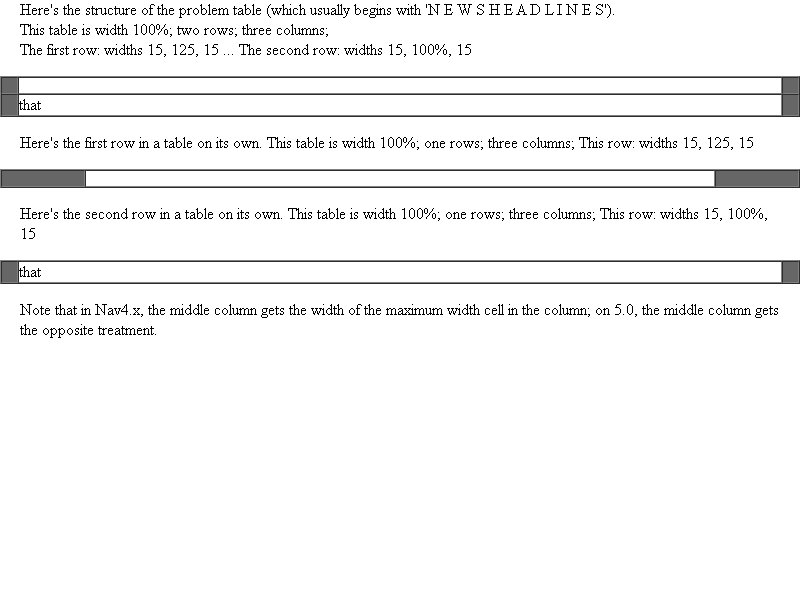 Here's the structure of the problem table (which usually begins with 'N E W S H E A D L I N E S').
This table is width 100%; two rows; three columns;
The first row: widths 15, 125, 15 ... The second row: widths 15, 100%, 15
that
Here's the first row in a table on its own. This table is width 100%; one rows; three columns; This row: widths 15, 125, 15
Here's the second row in a table on its own. This table is width 100%; one rows; three columns; This row: widths 15, 100%,
15
that
Note that in Nav4.x, the middle column gets the width of the maximum width cell in the column; on 5.0, the middle column gets
the opposite treatment.